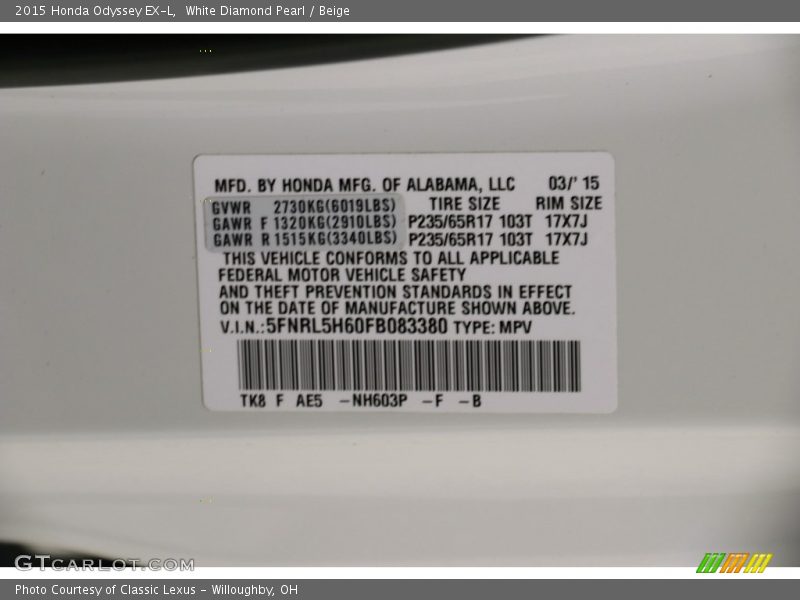 2015 Honda Odyssey EX-L, White Diamond Pearl / Beige
MFD. BY HONDA MFG. OF ALABAMA, LLC 03/' 15
GVWR 2730KG(6019LBS) TIRE SIZE RIM SIZE
GAWR F 1320KG(2910LBS) P235/65R17 103T 17X7J
GAWR R 1515KG(3340LBS) P235/65R17 103T 17X7J
THIS VEHICLE CONFORMS TO ALL APPLICABLE
FEDERAL MOTOR VEHICLE SAFETY
AND THEFT PREVENTION STANDARDS IN EFFECT
ON THE DATE OF MANUFACTURE SHOWN ABOVE.
V.I.N.:5FNRL5H60FB083380 TYPE: MPV
TK8 F AE5 -NH603P -F -B
GTCARLOT.COM
Photo Courtesy of Classic Lexus - Willoughby, OH